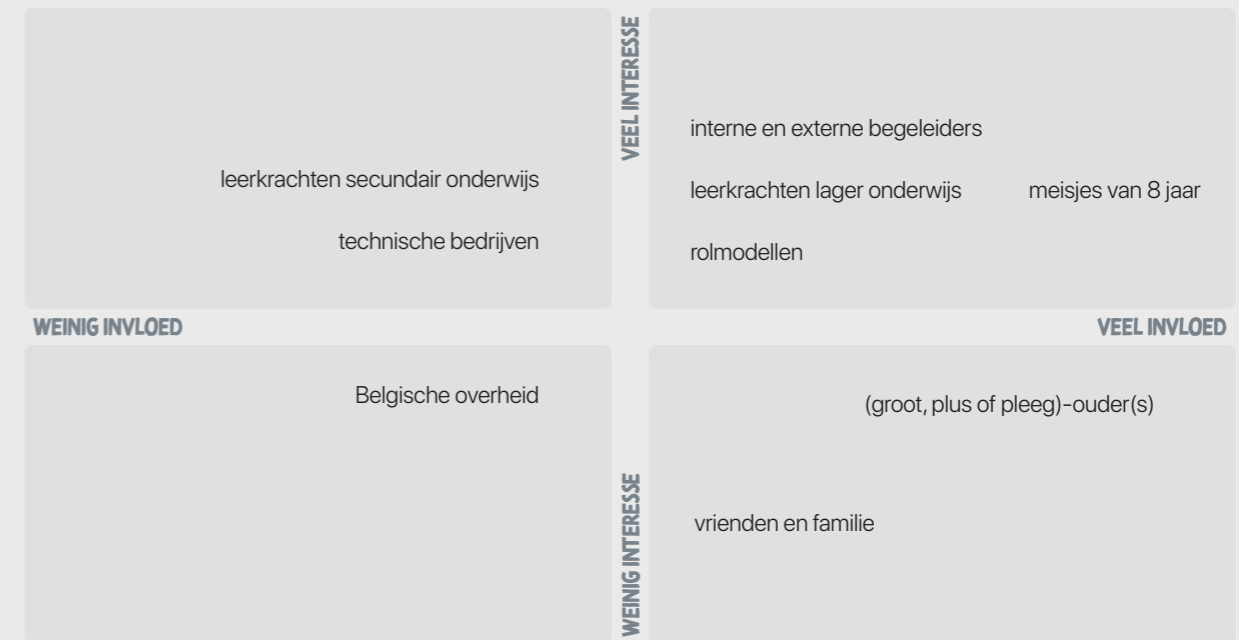 VEEL INTERESSE
leerkrachten secundair onderwijs
technische bedrijven
interne en externe begeleiders
leerkrachten lager onderwijs
meisjes van 8 jaar
rolmodellen
WEINIG INVLOED
VEEL INVLOED
Belgische overheid
(groot, plus of pleeg)-ouder(s)
vrienden en familie
WEINIG INTERESSE